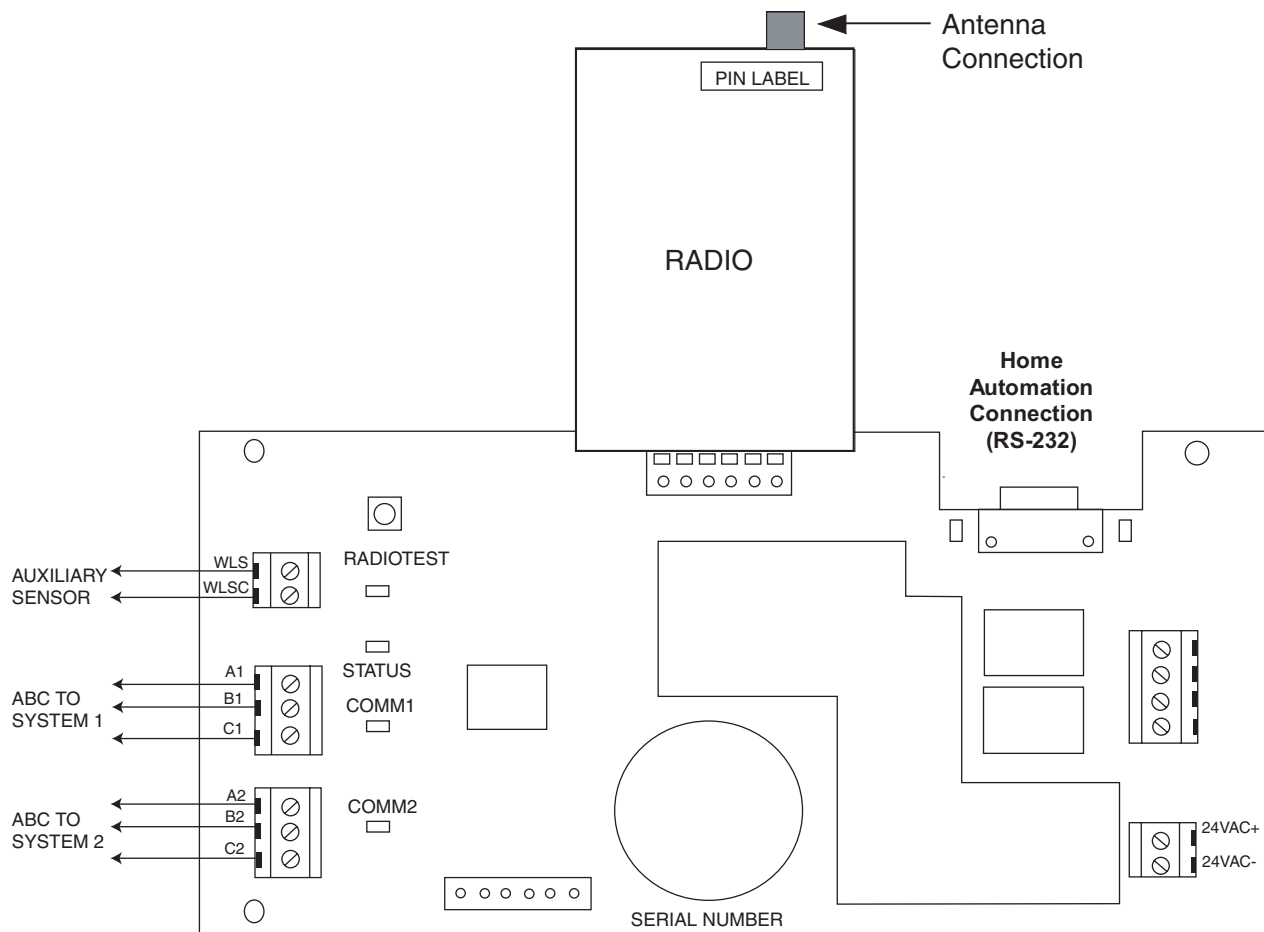 Antenna
Connection
PIN LABEL
RADIO
Home
Automation
Connection
(RS-232)
RADIOTEST
WLS
AUXILIARY
SENSOR
WLSC
STATUS
A1
ABC TO
SYSTEM 1
B1
C1
COMM1
A2
ABC TO
SYSTEM 2
B2
C2
COMM2
24VAC+
24VAC-
SERIAL NUMBER